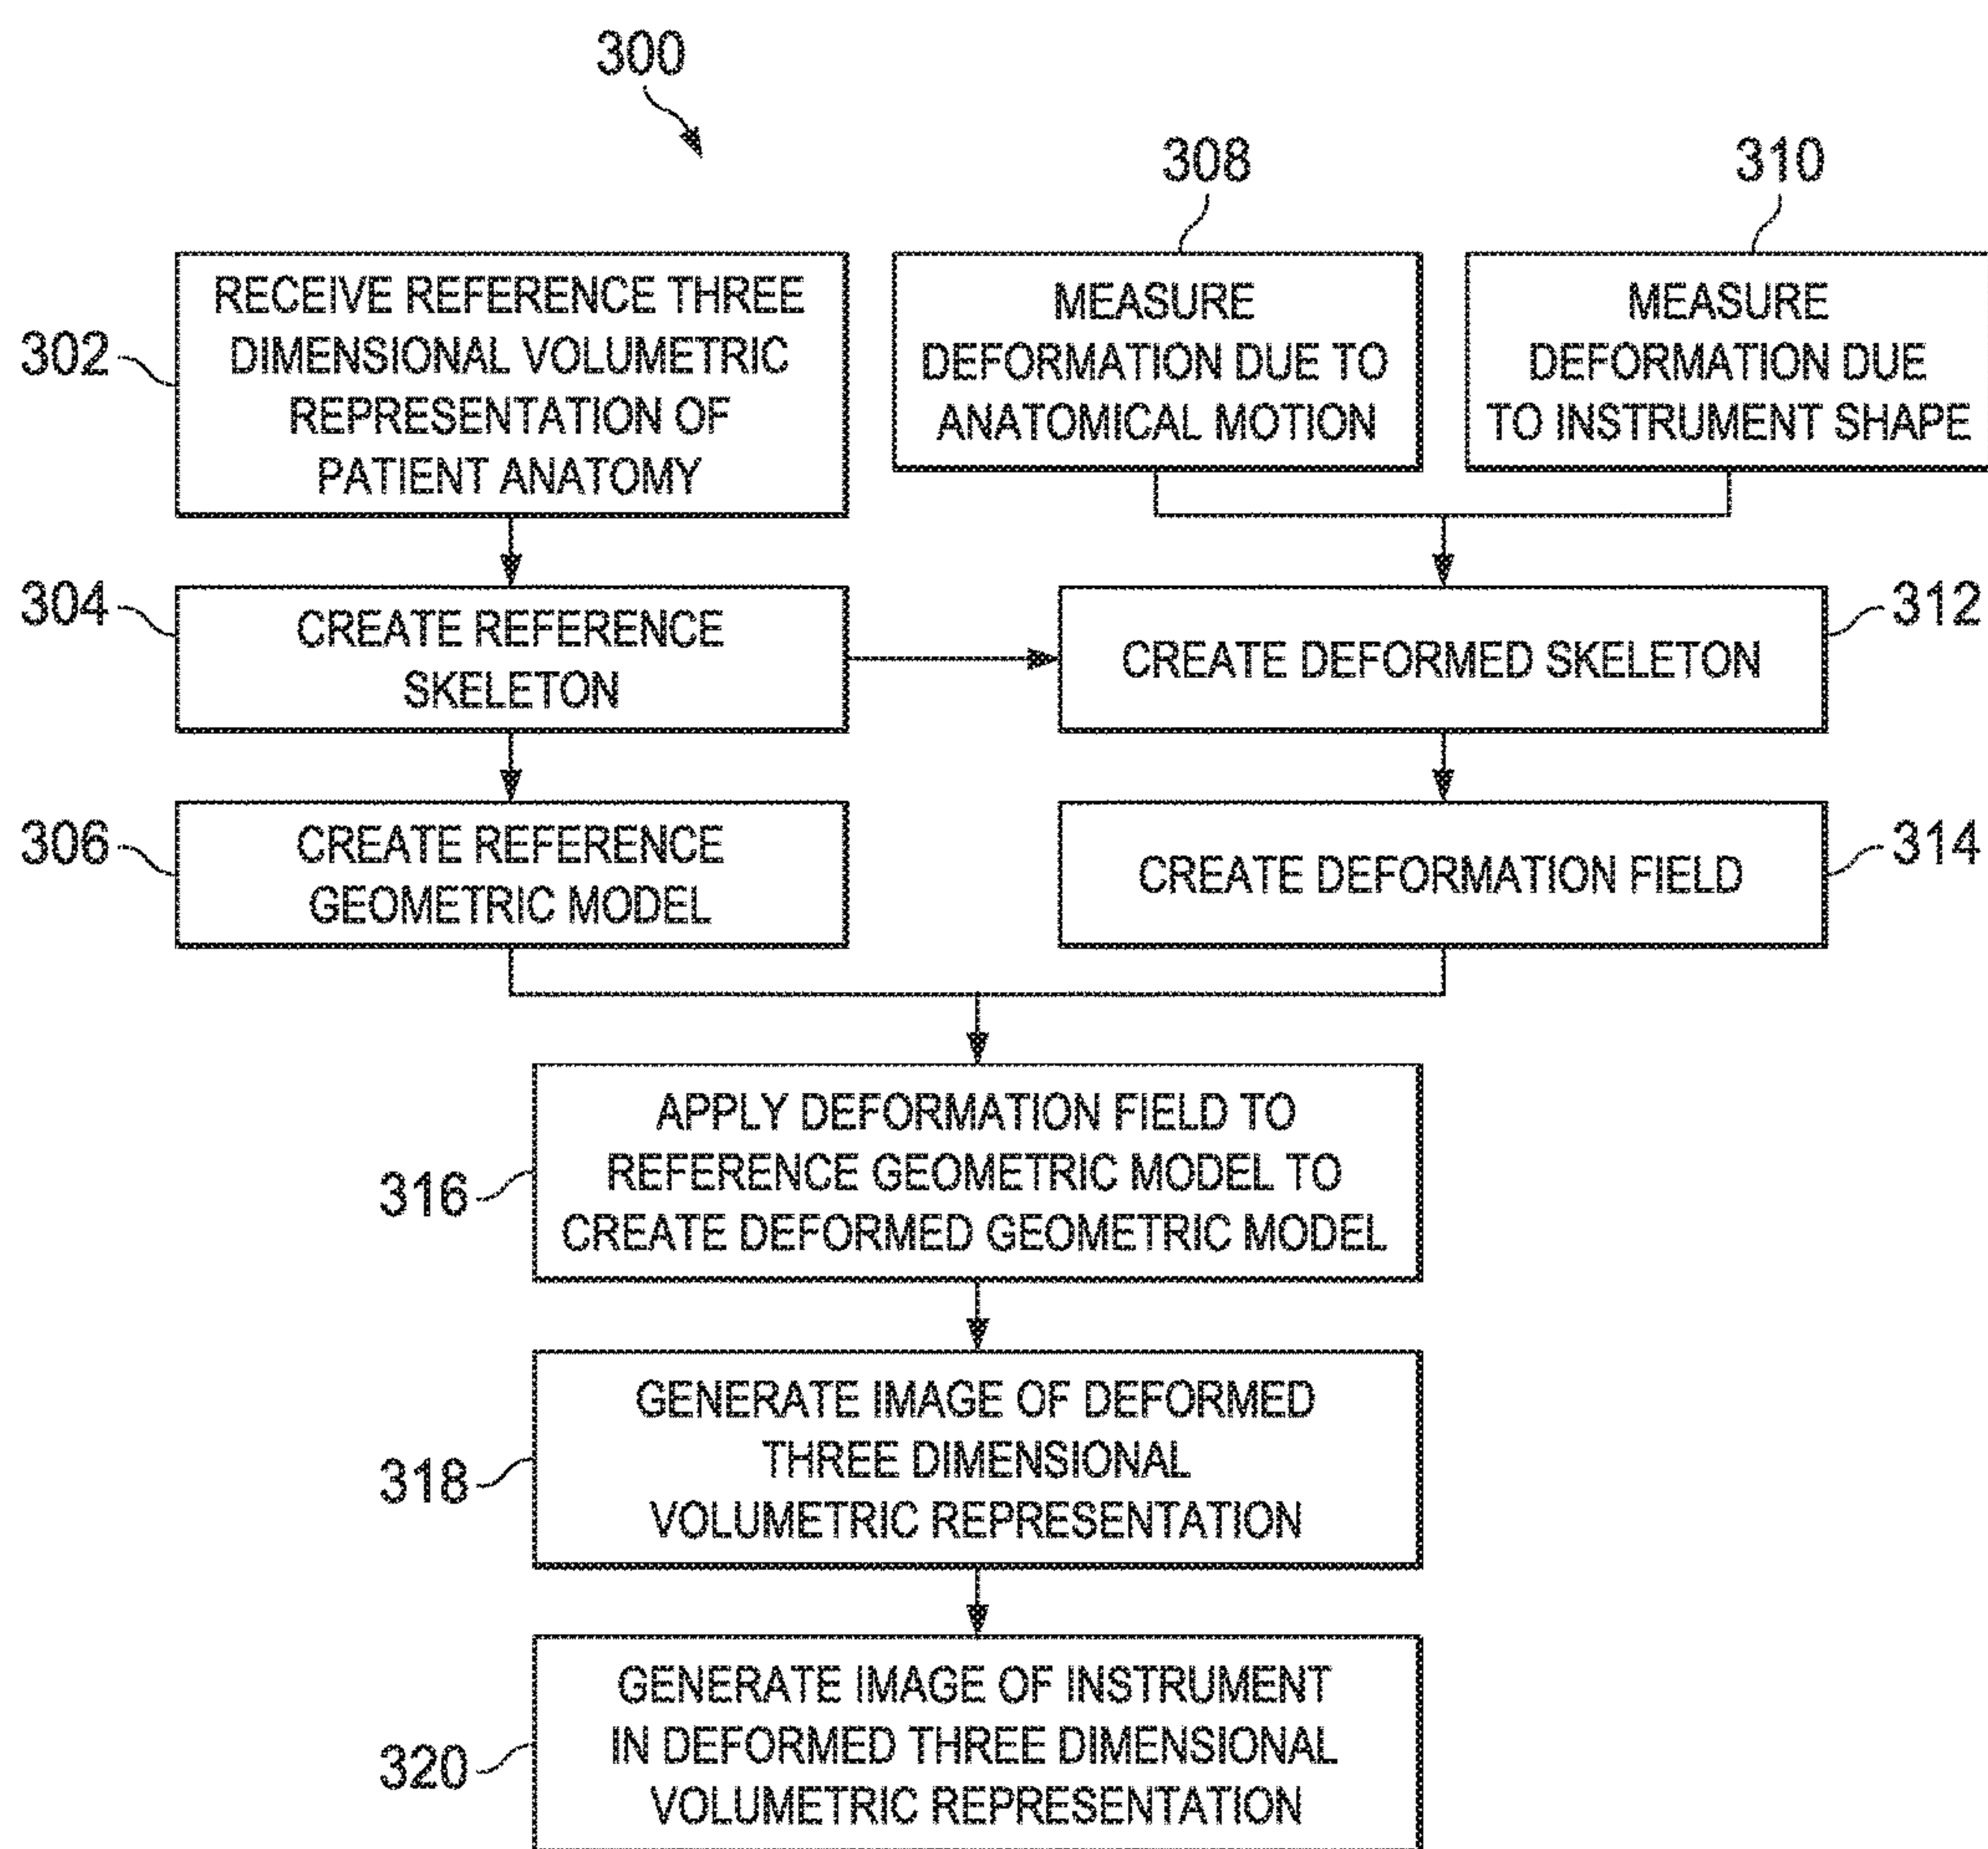 300
308
310
302
RECEIVE REFERENCE THREE
DIMENSIONAL VOLUMETRIC
REPRESENTATION OF
PATIENT ANATOMY
MEASURE
DEFORMATION DUE TO
ANATOMICAL MOTION
MEASURE
DEFORMATION DUE
TO INSTRUMENT SHAPE
304
CREATE REFERENCE
SKELETON
CREATE DEFORMED SKELETON
312
306
CREATE REFERENCE
GEOMETRIC MODEL
CREATE DEFORMATION FIELD
314
316
APPLY DEFORMATION FIELD TO
REFERENCE GEOMETRIC MODEL TO
CREATE DEFORMED GEOMETRIC MODEL
318
GENERATE IMAGE OF DEFORMED
THREE DIMENSIONAL
VOLUMETRIC REPRESENTATION
320
GENERATE IMAGE OF INSTRUMENT
IN DEFORMED THREE DIMENSIONAL
VOLUMETRIC REPRESENTATION